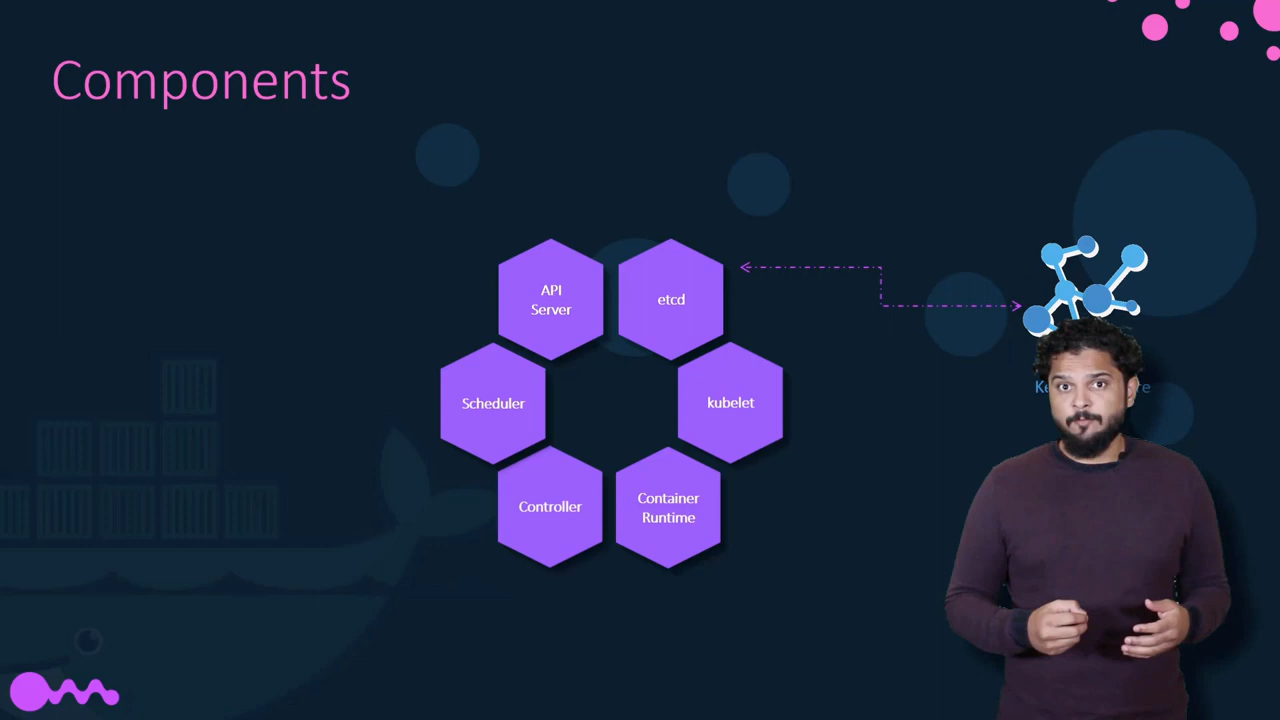 Components
API
Server
etcd
Scheduler
kubelet
Controller
Container
Runtime